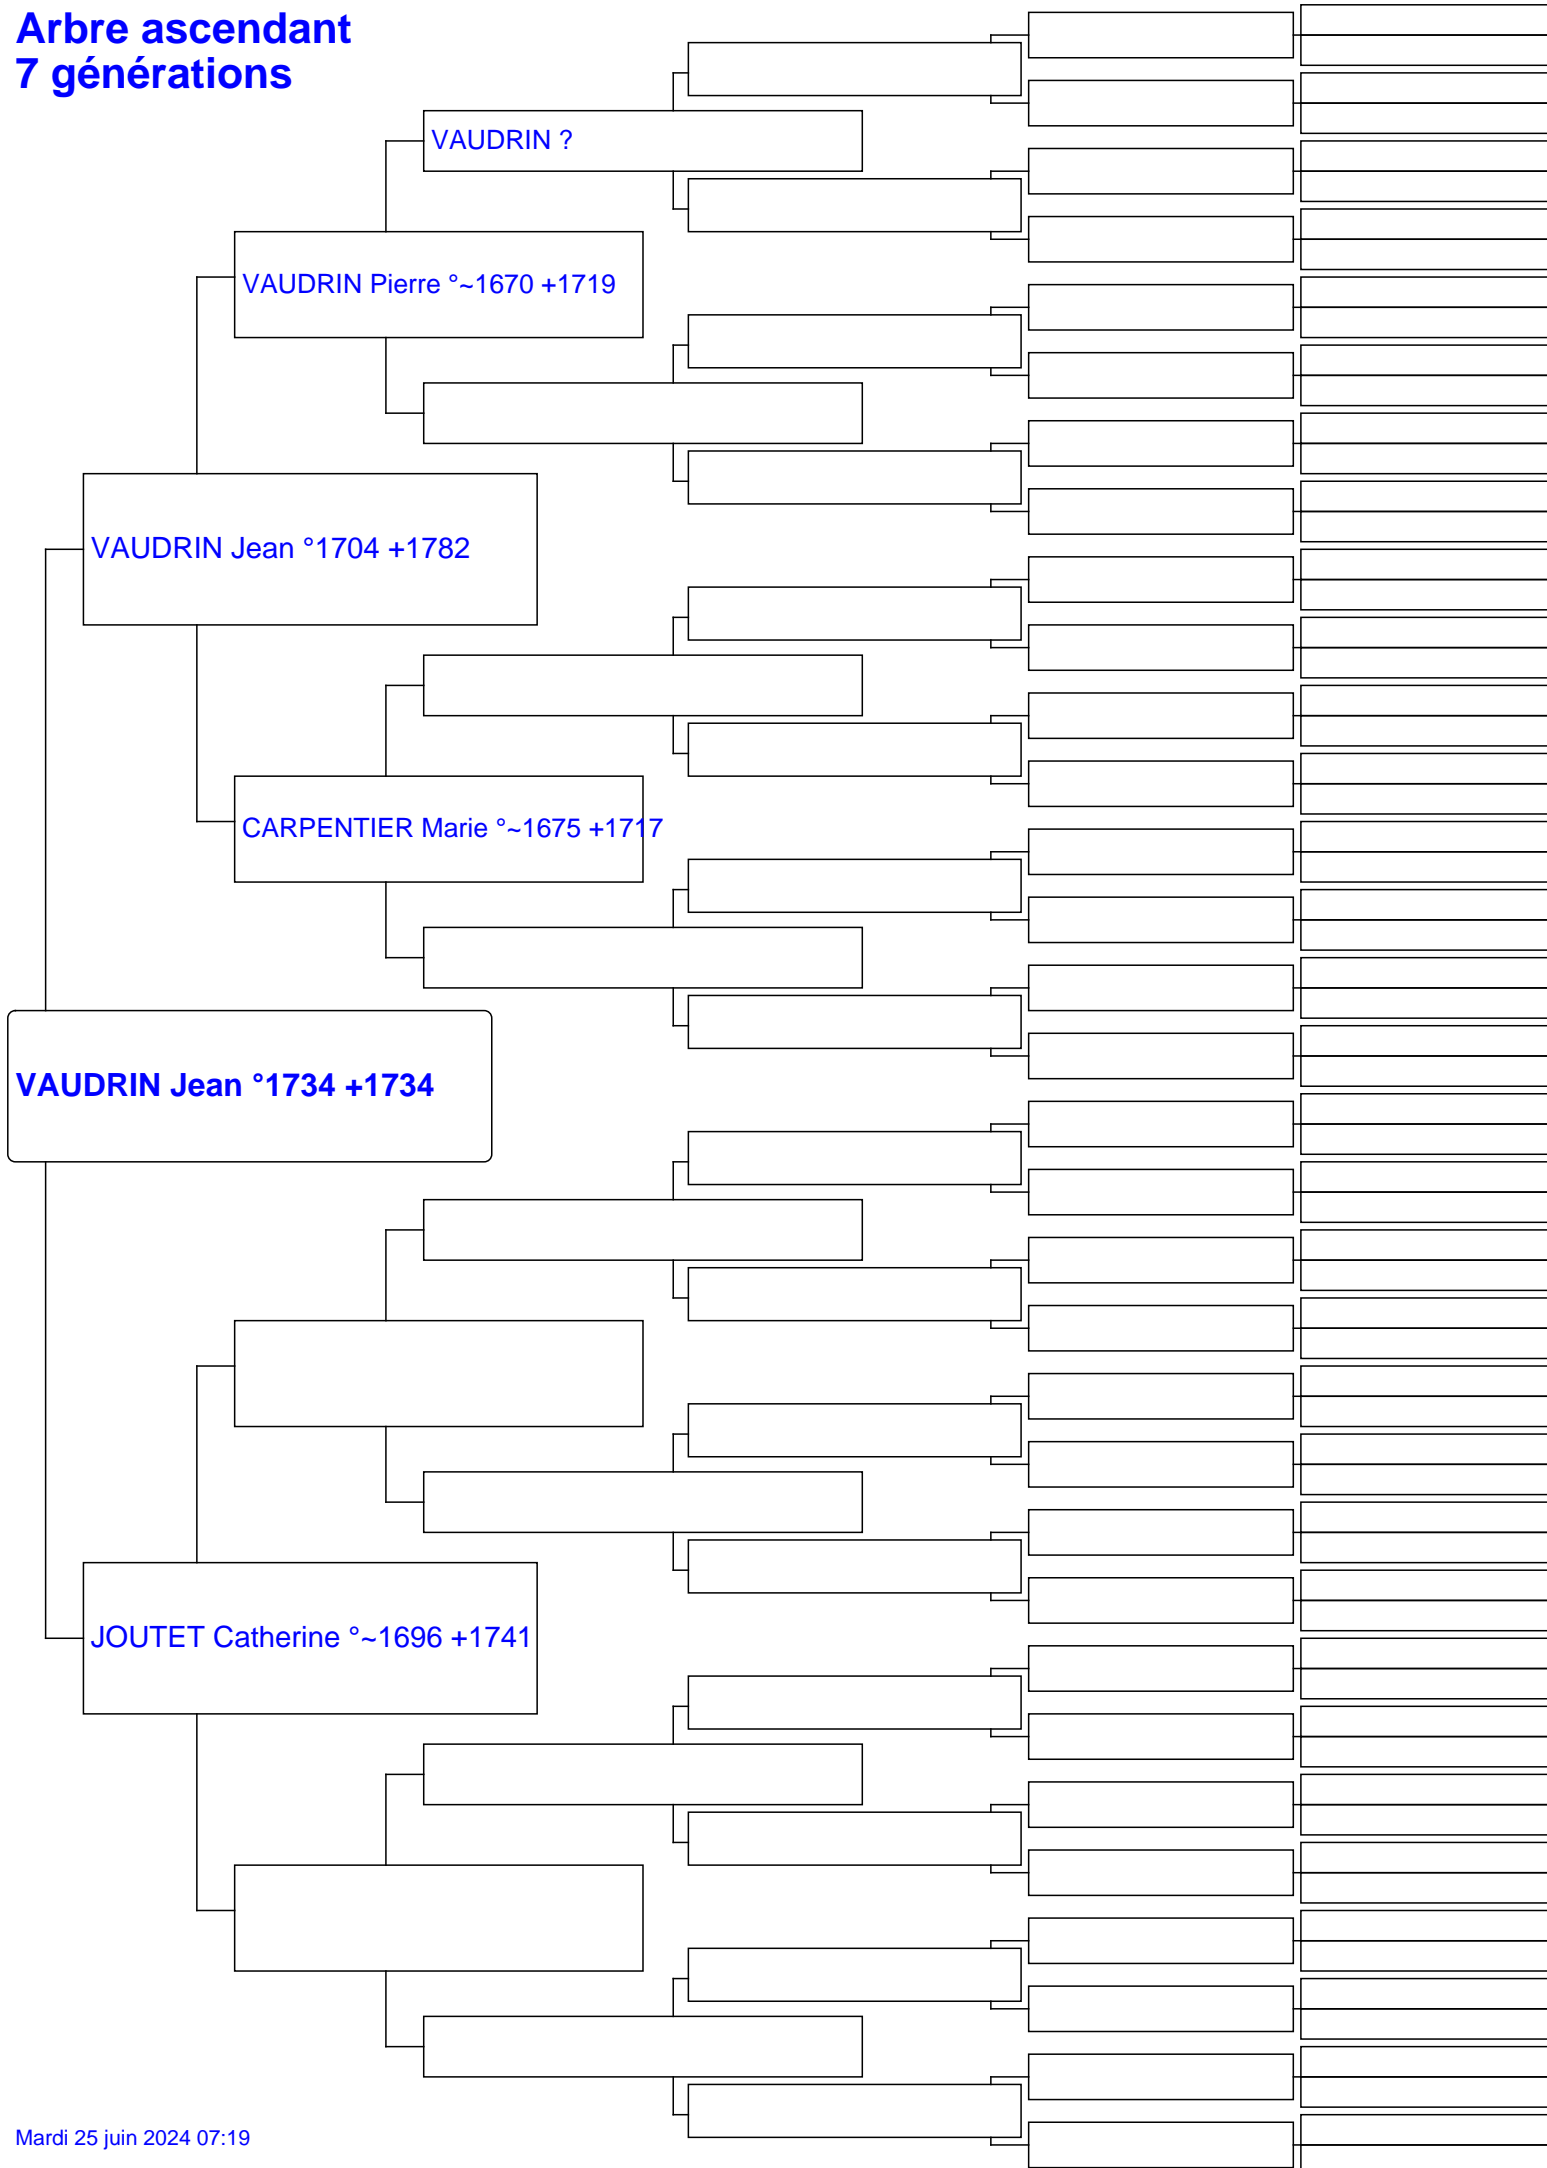 Arbre ascendant
7 générations
VAUDRIN ?
VAUDRIN Pierre °~1670 +1719
VAUDRIN Jean °1704 +1782
CARPENTIER Marie °~1675 +1717
VAUDRIN Jean °1734 +1734
JOUTET Catherine °~1696 +1741
Mardi 25 juin 2024 07:19